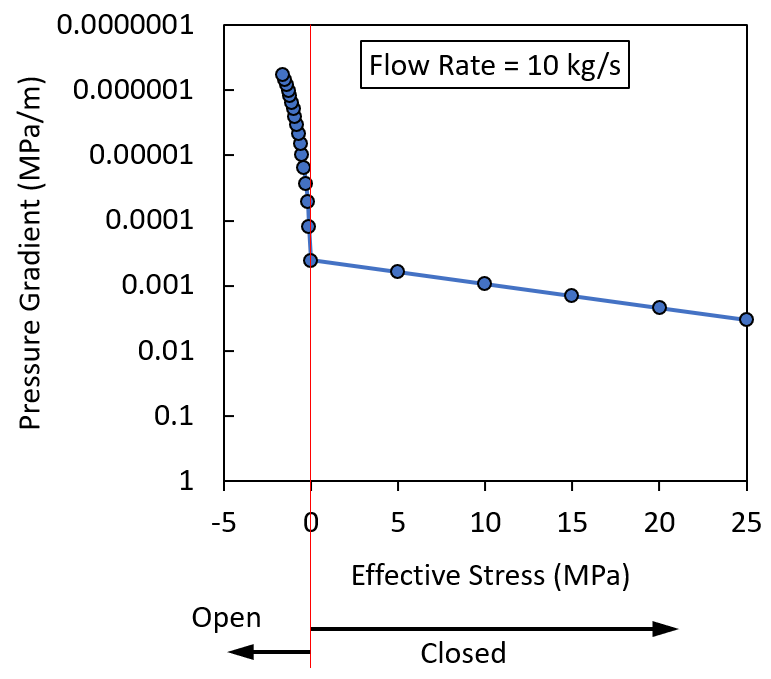 0.0000001
0.000001
0.00001
0.0001
0.001
0.01
0.1
1
Pressure Gradient (MPa/m)
Flow Rate = 10 kg/s
-5 0 5 10 15 20 25
Effective Stress (MPa)
Open
Closed